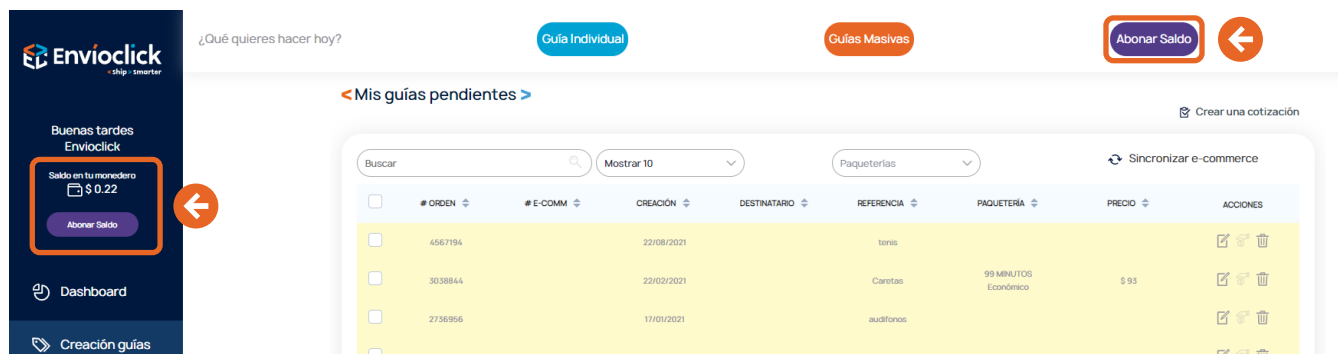 Envíoclick
<ship>smarter
Buenas tardes
Envioclick
Saldo en tu monedero
$ 0.22
Abonar Saldo
Dashboard
Creación guías
¿Qué quieres hacer hoy?
Guía Individual
Guías Masivas
Abonar Saldo
<Mis guías pendientes >
Crear una cotización
Buscar
Mostrar 10
Paqueterías
Sincronizar e-commerce
# ORDEN # E-COMM CREACIÓN DESTINATARIO REFERENCIA PAQUETERÍA PRECIO ACCIONES
4567194 22/08/2021 tenis
3038844 22/02/2021 Caretas 99 MINUTOS Económico $ 93
2736956 17/01/2021 audifonos